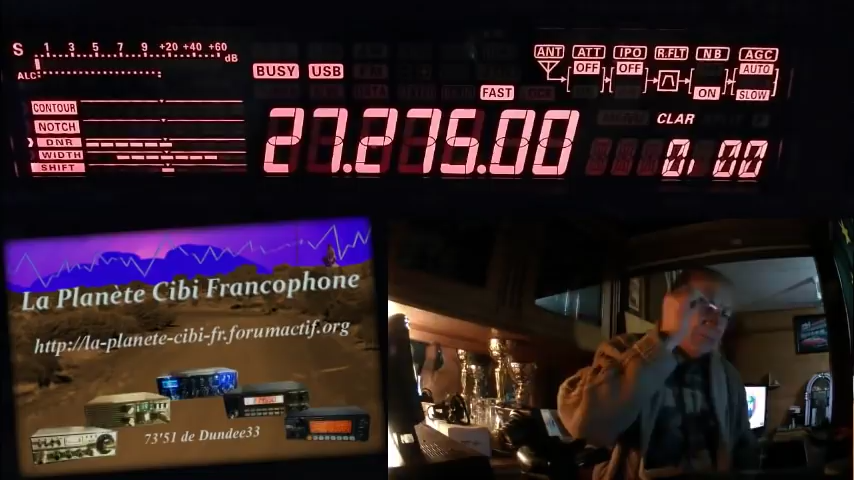 S 1 3 5 7 9 +20 +40 +60 dB
ALC
BUSY USB
FAST
ANT ATT IPO R.FLT NB AGC
OFF OFF AUTO
ON SLOW
CONTOUR
NOTCH
DNR
WIDTH
SHIFT
27.275.00
CLAR
0.00
La Planète Cibi Francophone
http://la-planete-cibi-fr.forumactif.org
73'51 de Dundee33